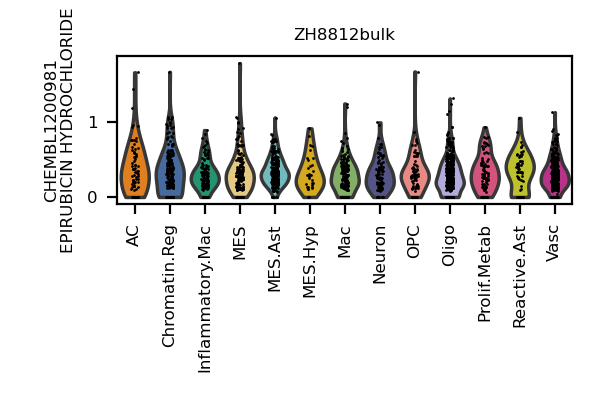 ZH8812bulk
CHEMBL1200981
EPIRUBICIN HYDROCHLORIDE
1
0
AC
Chromatin.Reg
Inflammatory.Mac
MES
MES.Ast
MES.Hyp
Mac
Neuron
OPC
Oligo
Prolif.Metab
Reactive.Ast
Vasc